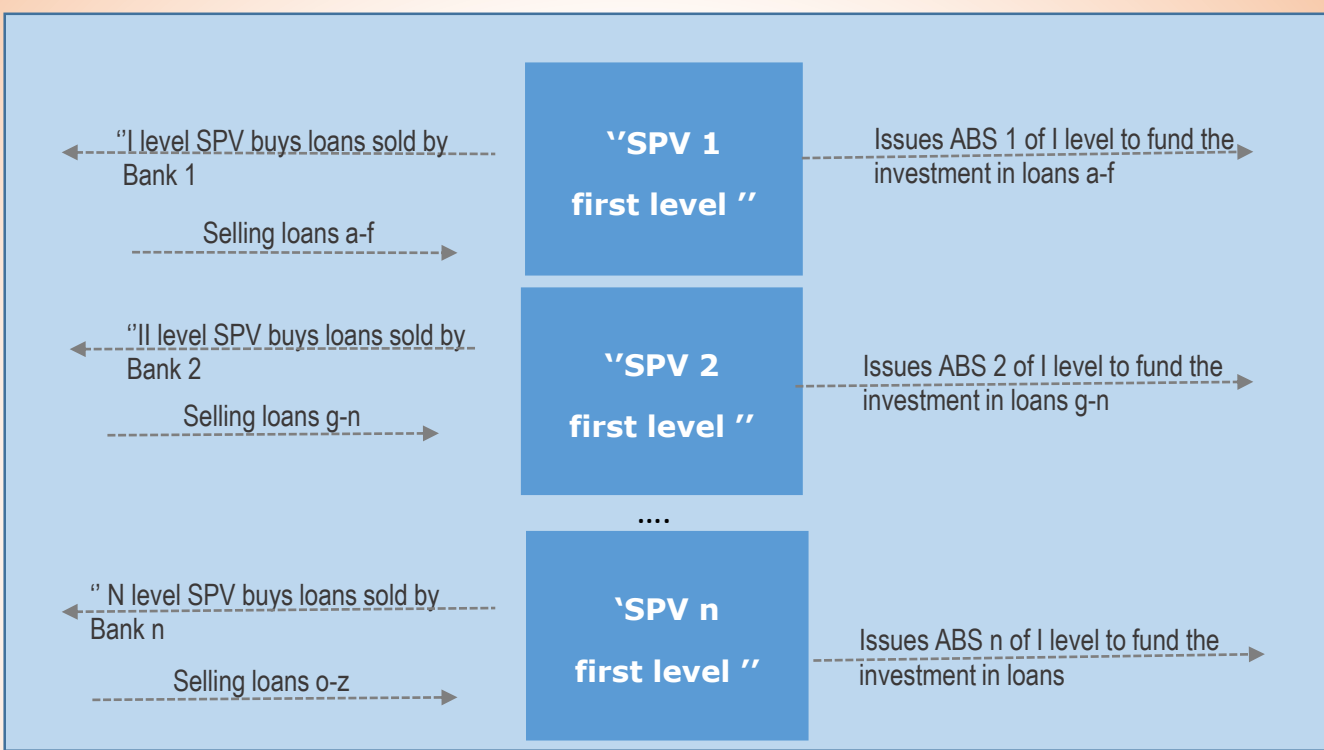 ‘’I level SPV buys loans sold by
Bank 1
Selling loans a-f
‘’SPV 1
first level ’’
Issues ABS 1 of I level to fund the
investment in loans a-f
‘’II level SPV buys loans sold by
Bank 2
Selling loans g-n
‘’SPV 2
first level ’’
Issues ABS 2 of I level to fund the
investment in loans g-n
....
‘’ N level SPV buys loans sold by
Bank n
Selling loans o-z
‘SPV n
first level ’’
Issues ABS n of I level to fund the
investment in loans